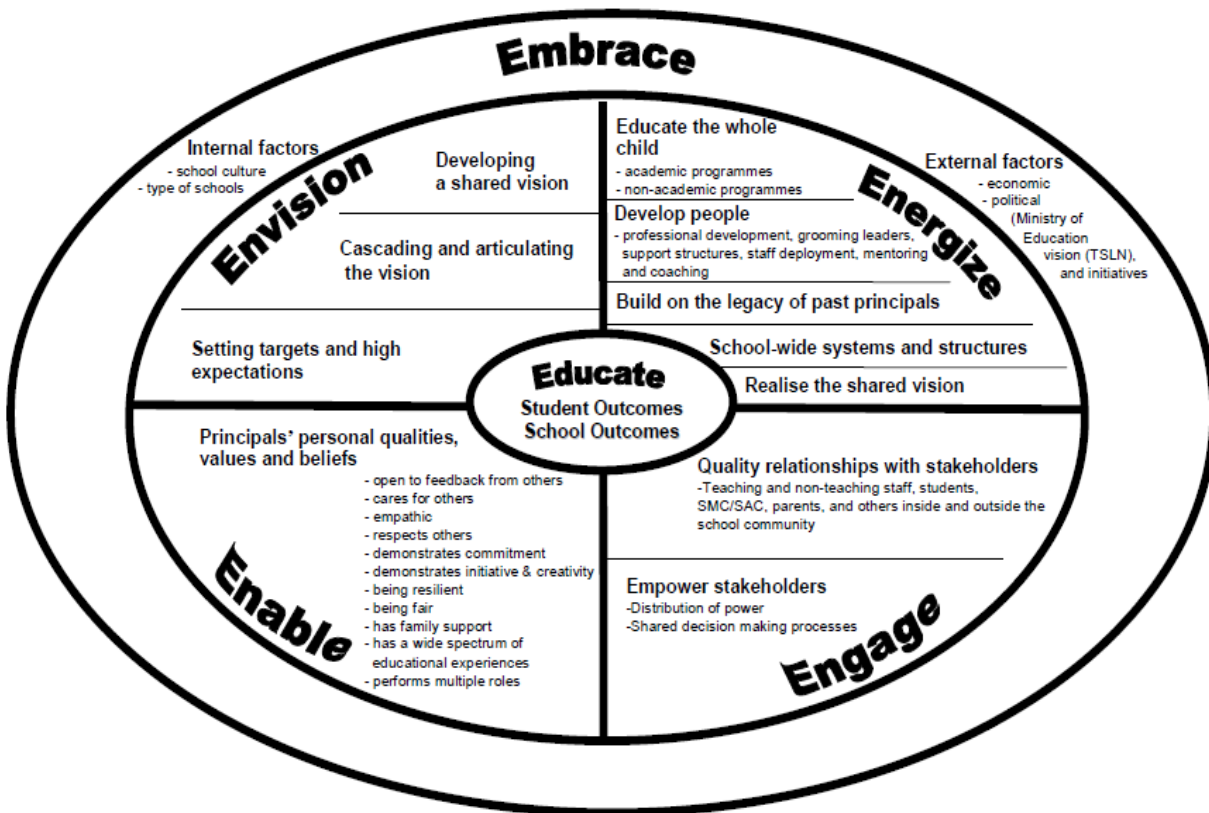 Embrace
Internal factors
- school culture
- type of schools
External factors
- economic
- political
(Ministry of
Education
vision (TSLN),
and initiatives
Envision
Developing
a shared vision
Cascading and articulating
the vision
Setting targets and high
expectations
Energize
Educate the whole
child
- academic programmes
- non-academic programmes
Develop people
- professional development, grooming leaders,
support structures, staff deployment, mentoring
and coaching
Build on the legacy of past principals
School-wide systems and structures
Realise the shared vision
Educate
Student Outcomes
School Outcomes
Enable
Principals’ personal qualities,
values and beliefs
- open to feedback from others
- cares for others
- empathic
- respects others
- demonstrates commitment
- demonstrates initiative & creativity
- being resilient
- being fair
- has family support
- has a wide spectrum of
educational experiences
- performs multiple roles
Engage
Quality relationships with stakeholders
-Teaching and non-teaching staff, students,
SMC/SAC, parents, and others inside and outside the
school community
Empower stakeholders
-Distribution of power
-Shared decision making processes